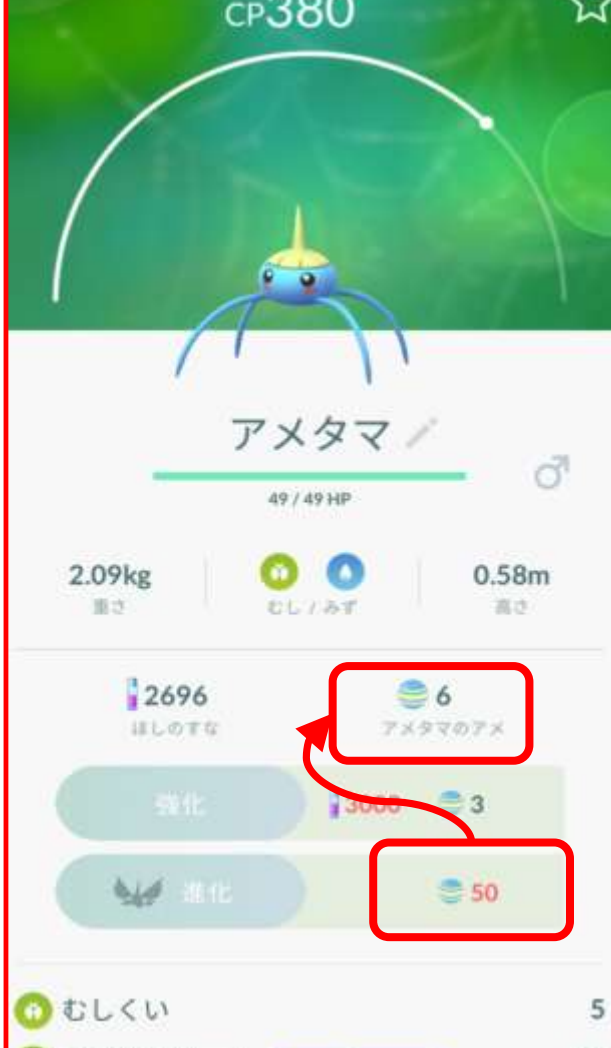 CP380
アメタマ
49 / 49 HP
2.09kg
重さ
むし / みず
0.58m
高さ
2696
ほしのすな
6
アメタマのアメ
強化
3000
3
進化
50
むしくい
5